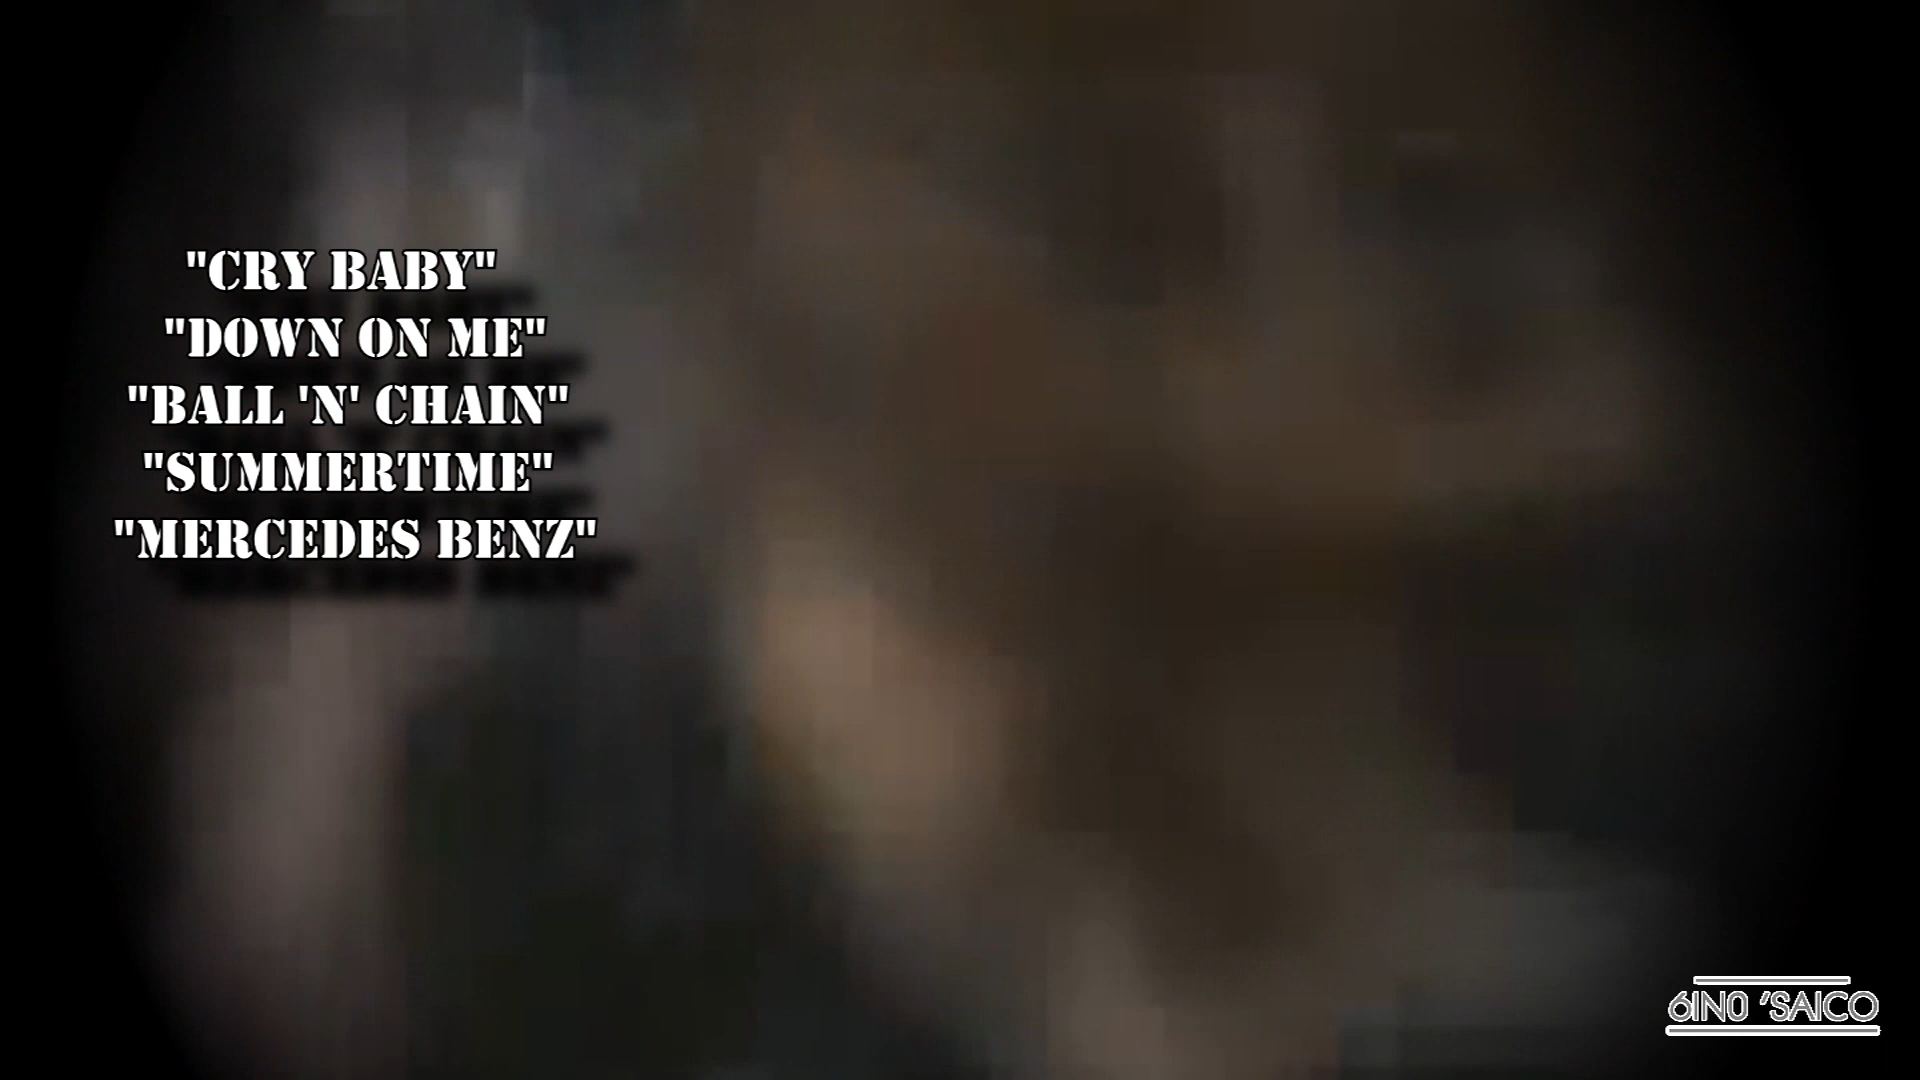 "CRY BABY"
"DOWN ON ME"
"BALL 'N' CHAIN"
"SUMMERTIME"
"MERCEDES BENZ"
6IN0 'SAICO